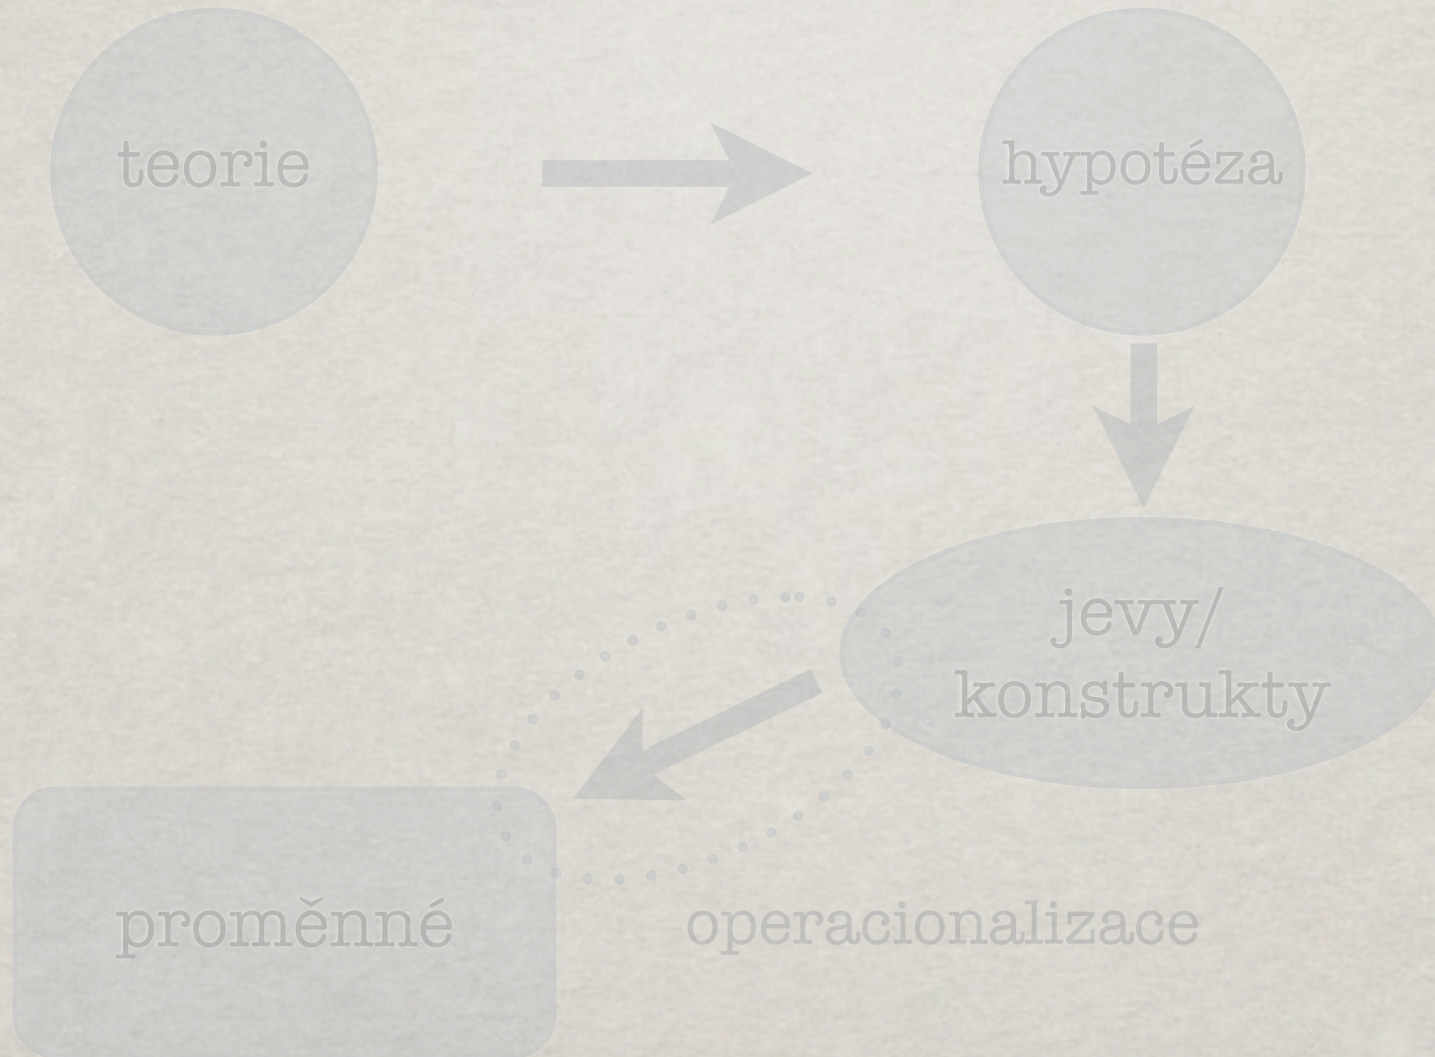 teorie
hypotéza
jevy/
konstrukty
proměnné
operacionalizace